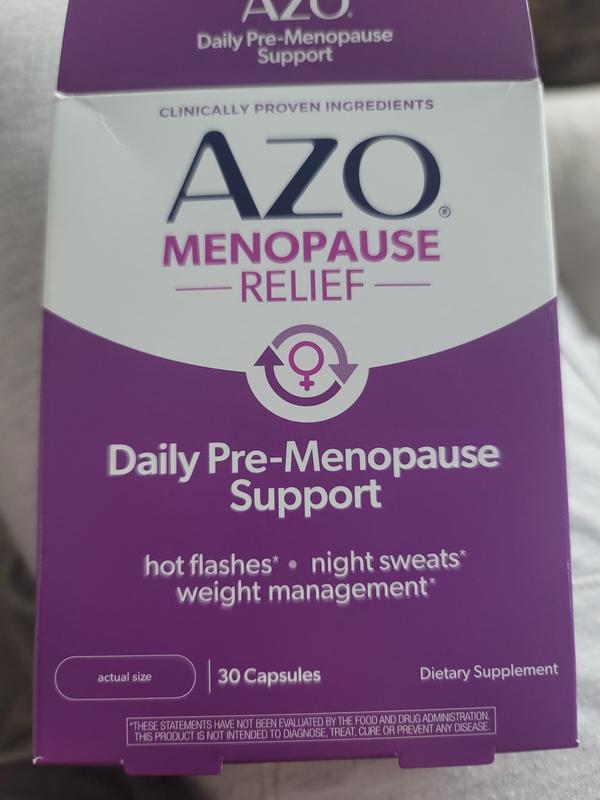 AZO®
Daily Pre-Menopause
Support
CLINICALLY PROVEN INGREDIENTS
AZO®
MENOPAUSE
RELIEF
Daily Pre-Menopause
Support
hot flashes* • night sweats*
weight management*
actual size
30 Capsules
Dietary Supplement
*THESE STATEMENTS HAVE NOT BEEN EVALUATED BY THE FOOD AND DRUG ADMINISTRATION.
THIS PRODUCT IS NOT INTENDED TO DIAGNOSE, TREAT, CURE OR PREVENT ANY DISEASE.